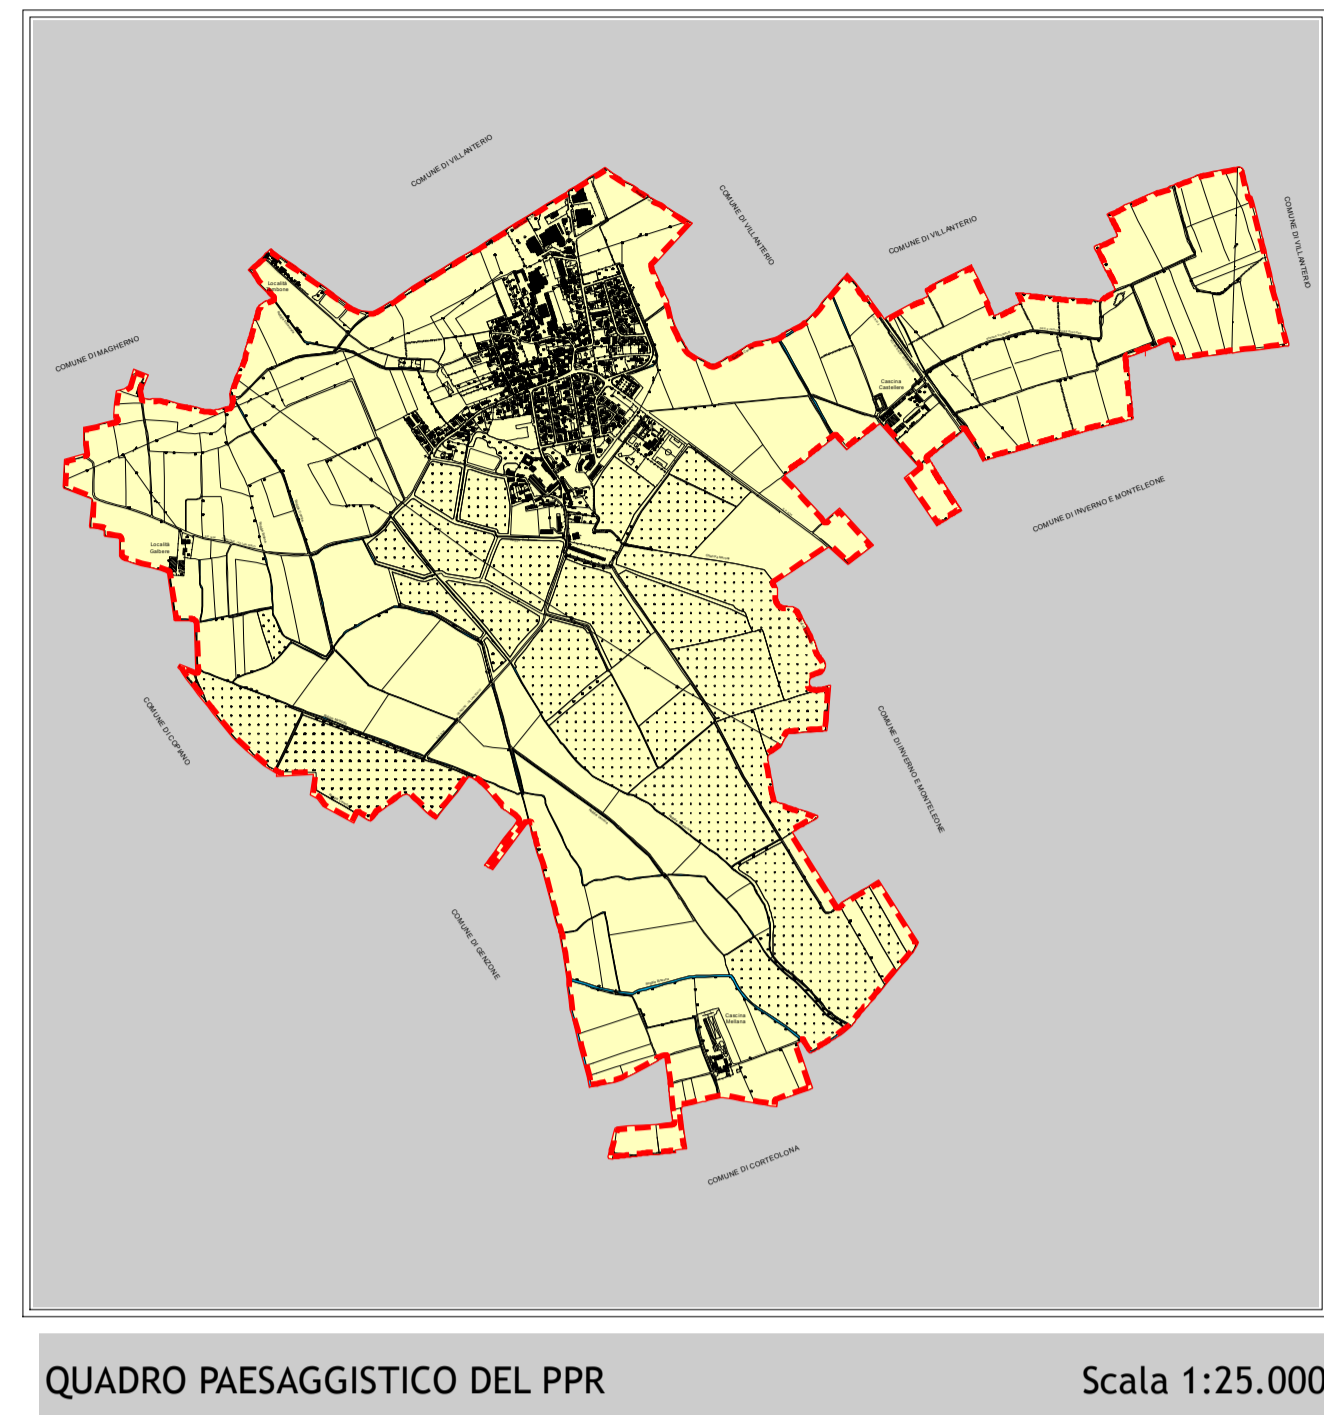 COMUNE DI VILLANTERIO
COMUNE DI VILLANTERIO
COMUNE DI VILLANTERIO
COMUNE DI VILLANTERIO
Località
COMUNE DI MAGHERNO
Cascina
Castellere
COMUNE DI INVERNO E MONTELEONE
Località
Gaibere
COMUNE DI COPIANO
COMUNE DI INVERNO E MONTELEONE
COMUNE DI GENZONE
Cascina
COMUNE DI CORTEOLONA
QUADRO PAESAGGISTICO DEL PPR
Scala 1:25.000